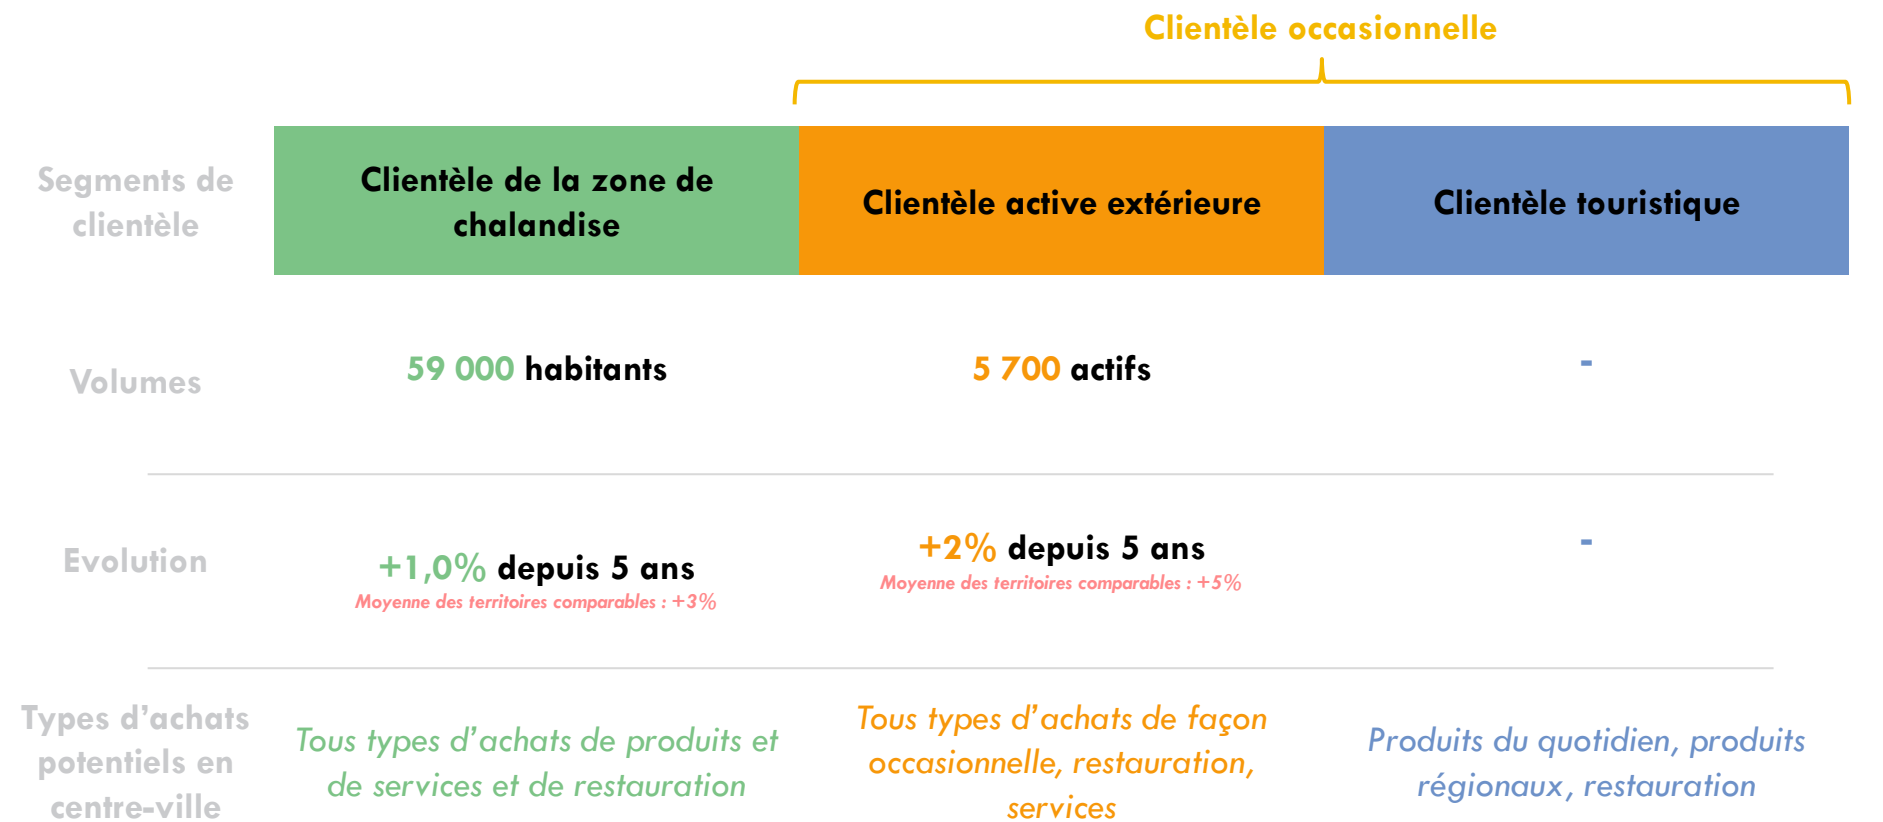 Clientèle occasionnelle
Segments de
clientèle
Clientèle de la zone de
chalandise
Clientèle active extérieure
Clientèle touristique
Volumes
59 000 habitants
5 700 actifs
-
Evolution
+1,0% depuis 5 ans
Moyenne des territoires comparables : +3%
+2% depuis 5 ans
Moyenne des territoires comparables : +5%
-
Types d’achats
potentiels en
centre-ville
Tous types d’achats de produits et
de services et de restauration
Tous types d’achats de façon
occasionnelle, restauration,
services
Produits du quotidien, produits
régionaux, restauration